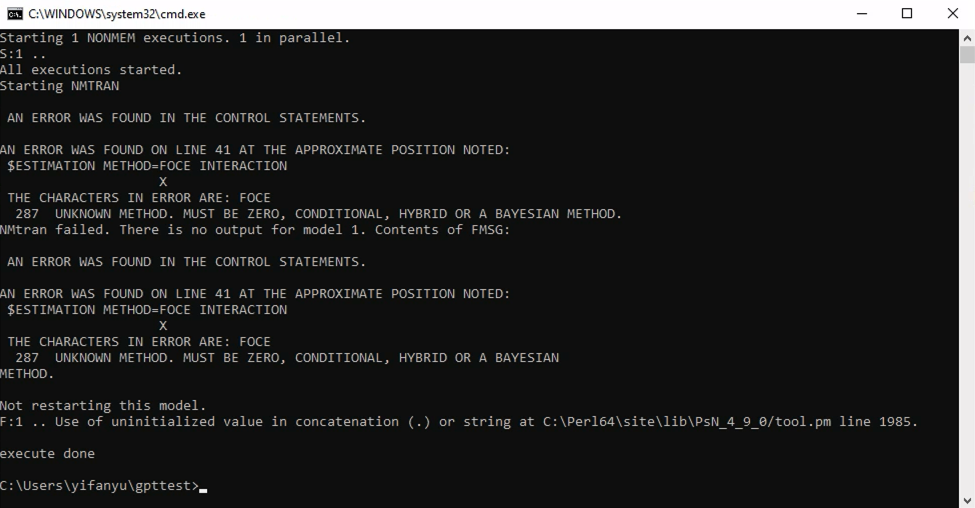 C:\WINDOWS\system32\cmd.exe
Starting 1 NONMEM executions. 1 in parallel.
S:1 ..
All executions started.
Starting NMTRAN
AN ERROR WAS FOUND IN THE CONTROL STATEMENTS.
AN ERROR WAS FOUND ON LINE 41 AT THE APPROXIMATE POSITION NOTED:
$ESTIMATION METHOD=FOCE INTERACTION
X
THE CHARACTERS IN ERROR ARE: FOCE
287  UNKNOWN METHOD. MUST BE ZERO, CONDITIONAL, HYBRID OR A BAYESIAN METHOD.
NMtran failed. There is no output for model 1. Contents of FMSG:
AN ERROR WAS FOUND IN THE CONTROL STATEMENTS.
AN ERROR WAS FOUND ON LINE 41 AT THE APPROXIMATE POSITION NOTED:
$ESTIMATION METHOD=FOCE INTERACTION
X
THE CHARACTERS IN ERROR ARE: FOCE
287  UNKNOWN METHOD. MUST BE ZERO, CONDITIONAL, HYBRID OR A BAYESIAN
METHOD.
Not restarting this model.
F:1 .. Use of uninitialized value in concatenation (.) or string at C:\Perl64\site\lib\PsN_4_9_0/tool.pm line 1985.
execute done
C:\Users\yifanyu\gpttest>